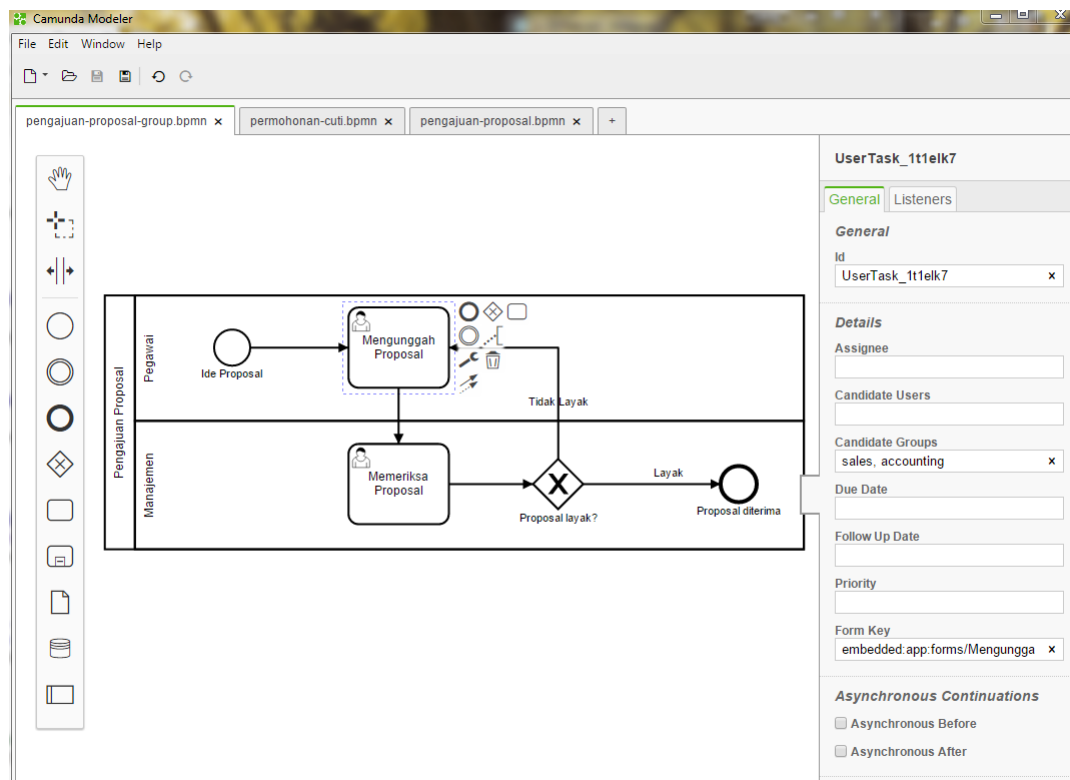 Camunda Modeler
File Edit Window Help
pengajuan-proposal-group.bpmn x permohonan-cuti.bpmn x pengajuan-proposal.bpmn x +
Pengajuan Proposal
Pegawai
Ide Proposal
Mengunggah
Proposal
Tidak Layak
Manajemen
Memeriksa
Proposal
Proposal layak?
Layak
Proposal diterima
UserTask_1t1elk7
General Listeners
General
Id
UserTask_1t1elk7 x
Details
Assignee
Candidate Users
Candidate Groups
sales, accounting x
Due Date
Follow Up Date
Priority
Form Key
embedded:app:forms/Mengungga x
Asynchronous Continuations
Asynchronous Before
Asynchronous After